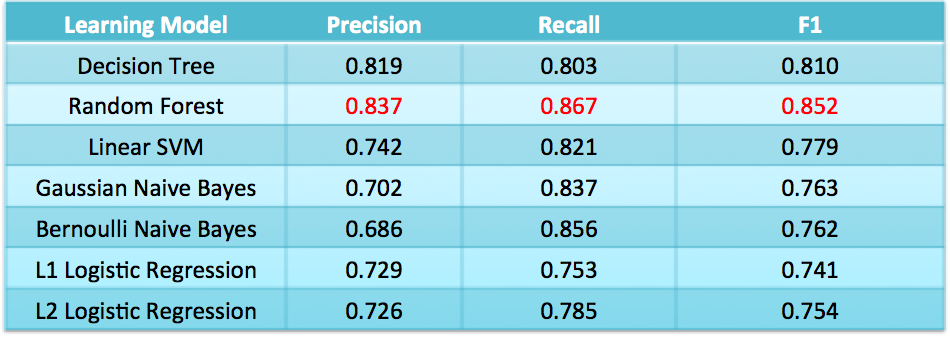 Learning Model Precision Recall F1
Decision Tree 0.819 0.803 0.810
Random Forest 0.837 0.867 0.852
Linear SVM 0.742 0.821 0.779
Gaussian Naive Bayes 0.702 0.837 0.763
Bernoulli Naive Bayes 0.686 0.856 0.762
L1 Logistic Regression 0.729 0.753 0.741
L2 Logistic Regression 0.726 0.785 0.754